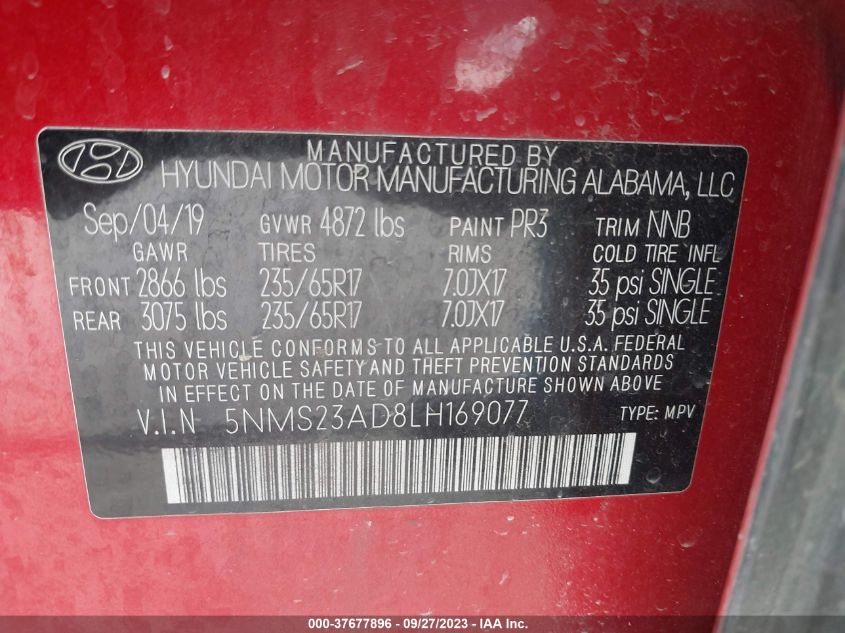 MANUFACTURED BY
HYUNDAI MOTOR MANUFACTURING ALABAMA, LLC
Sep/04/19 GVWR 4872 lbs PAINT PR3 TRIM NNB
GAWR TIRES RIMS COLD TIRE INFL
FRONT 2866 lbs 235/65R17 7.0JX17 35 psi SINGLE
REAR 3075 lbs 235/65R17 7.0JX17 35 psi SINGLE
THIS VEHICLE CONFORMS TO ALL APPLICABLE U.S.A. FEDERAL
MOTOR VEHICLE SAFETY AND THEFT PREVENTION STANDARDS
IN EFFECT ON THE DATE OF MANUFACTURE SHOWN ABOVE
V.I.N 5NMS23AD8LH169077 TYPE: MPV
000-37677896 - 09/27/2023 - IAA Inc.